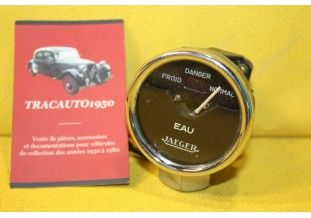 TRACAUTO1950
Vente de pièces, accessoires
et documentations pour véhicules
de collection des années 1930 à 1980
DANGER
FROID
NORMAL
EAU
JAEGER